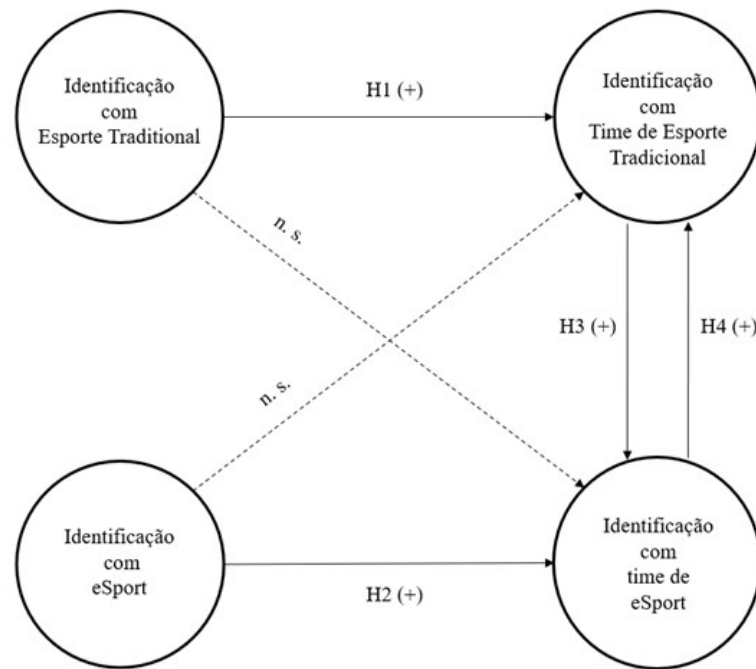 Identificação
com
Esporte Traditional
H1 (+)
Identificação
com
Time de Esporte
Tradicional
n. s.
n. s.
H3 (+)
H4 (+)
Identificação
com
eSport
H2 (+)
Identificação
com
time de
eSport